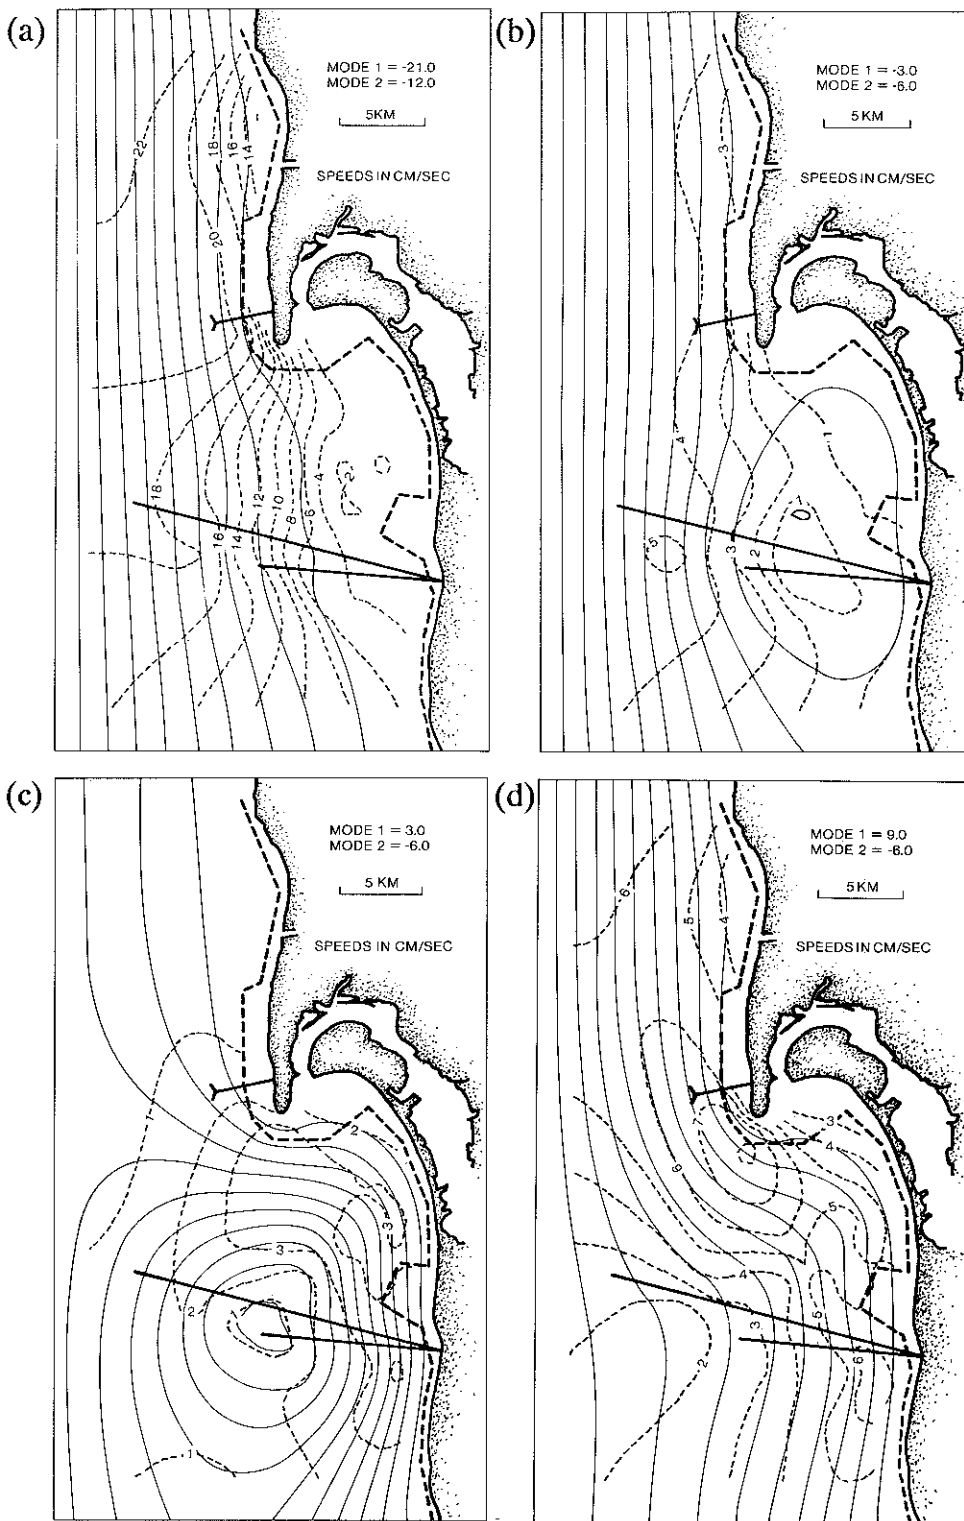 (a)
MODE 1 = -21.0
MODE 2 = -12.0
5KM
SPEEDS IN CM/SEC
22
18
16
14
20
18
16
14
12
10
8
6
4
2
(b)
MODE 1 = -3.0
MODE 2 = -6.0
5 KM
SPEEDS IN CM/SEC
3
4
5
3
2
1
0
(c)
MODE 1 = 3.0
MODE 2 = -6.0
5 KM
SPEEDS IN CM/SEC
2
3
3
2
1
(d)
MODE 1 = 9.0
MODE 2 = -6.0
5 KM
SPEEDS IN CM/SEC
6
5
4
7
6
3
4
5
4
3
5
2
6